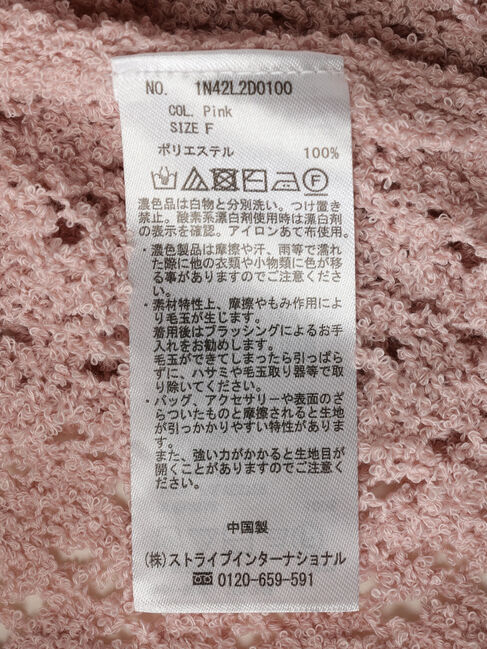 NO. 1N42L2D0100
COL. Pink
SIZE F
ポリエステル 100%
濃色品は白物と分別洗い。つけ置き
禁止。酸素系漂白剤使用時は漂白剤
の表示を確認。アイロンあて布使用。
・濃色製品は摩擦や汗、雨等で濡れ
た際に他の衣類や小物類に色が移
る事がありますのでご注意くださ
い。
・素材特性上、摩擦やもみ作用によ
り毛玉が生じます。
着用後はブラッシングによるお手
入れをお勧めします。
毛玉ができてしまったら引っぱら
ずに、ハサミや毛玉取り器等で取
り除いてください。
・バッグ、アクセサリーや表面のざ
らついたものと摩擦されると生地
が引っかかりやすい特性がありま
す。
また、強い力がかかると生地目が
開くことがありますのでご注意く
ださい。
中国製
(株)ストライプインターナショナル
0120-659-591